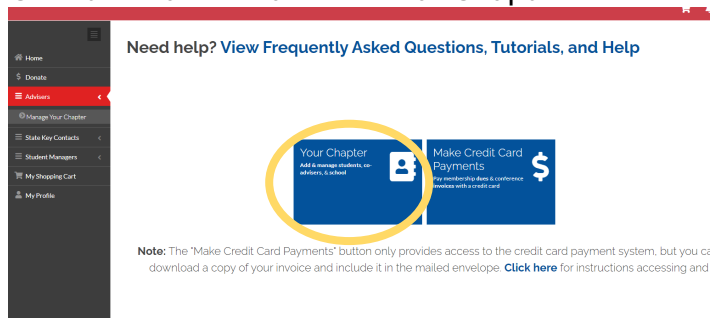 Need help? View Frequently Asked Questions, Tutorials, and Help
Home
$ Donate
Advisers
Manage Your Chapter
State Key Contacts
Student Managers
My Shopping Cart
My Profile
Your Chapter
Add & manage students, co-
advisers, & school
Make Credit Card
Payments
Pay membership dues & conference
invoices with a credit card
$
Note: The "Make Credit Card Payments" button only provides access to the credit card payment system, but you ca
download a copy of your invoice and include it in the mailed envelope. Click here for instructions accessing and